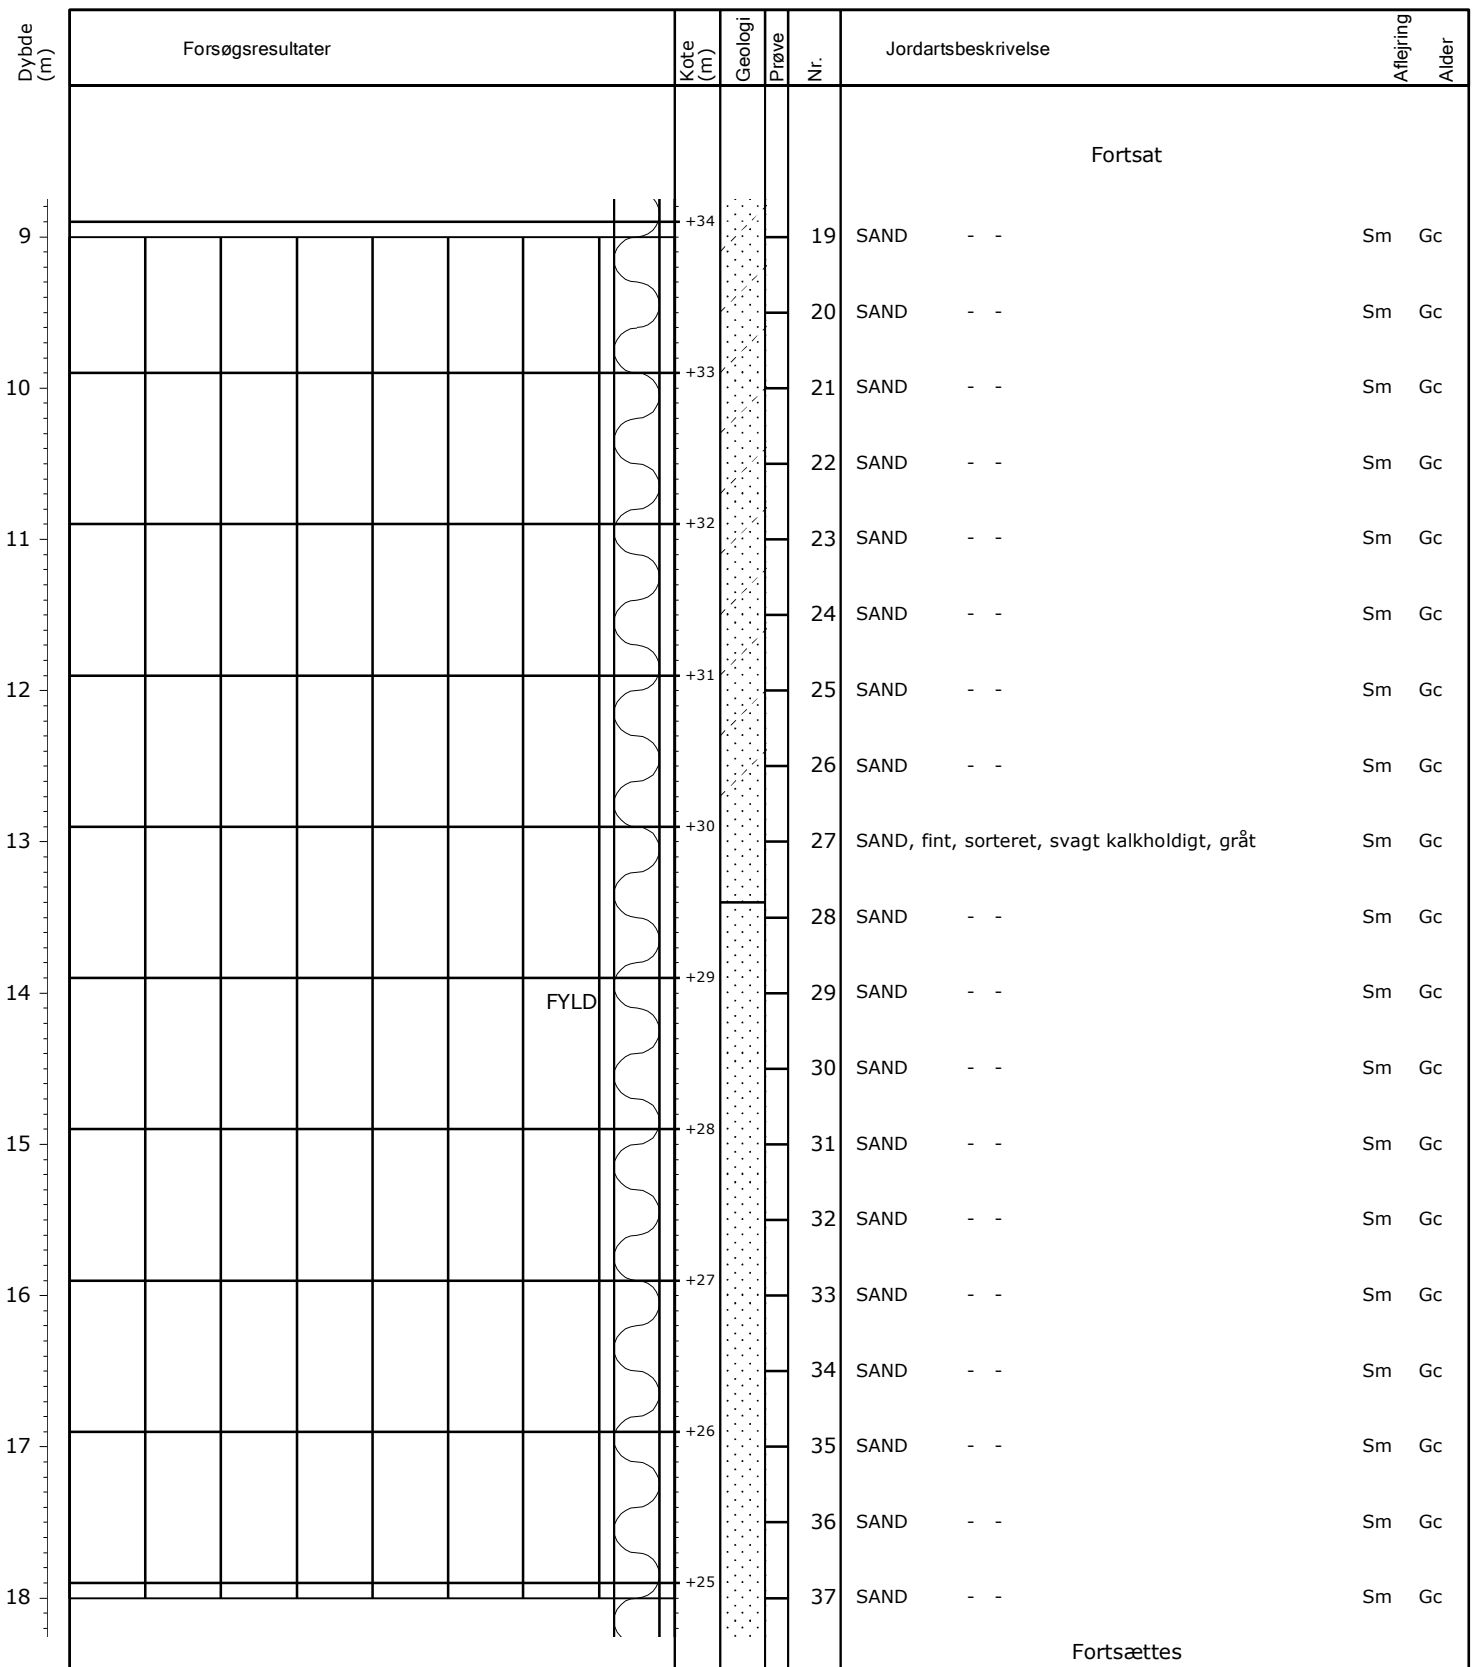 Dybde (m) Forsøgsresultater Kote (m) Geologi Prøve Nr. Jordartsbeskrivelse Aflejring Alder
Fortsat
+34
9 19 SAND - - Sm Gc
20 SAND - - Sm Gc
+33
10 21 SAND - - Sm Gc
22 SAND - - Sm Gc
+32
11 23 SAND - - Sm Gc
24 SAND - - Sm Gc
+31
12 25 SAND - - Sm Gc
26 SAND - - Sm Gc
+30
13 27 SAND, fint, sorteret, svagt kalkholdigt, gråt Sm Gc
28 SAND - - Sm Gc
+29
14 29 SAND - - Sm Gc
FYLD
30 SAND - - Sm Gc
+28
15 31 SAND - - Sm Gc
32 SAND - - Sm Gc
+27
16 33 SAND - - Sm Gc
34 SAND - - Sm Gc
+26
17 35 SAND - - Sm Gc
36 SAND - - Sm Gc
+25
18 37 SAND - - Sm Gc
Fortsættes